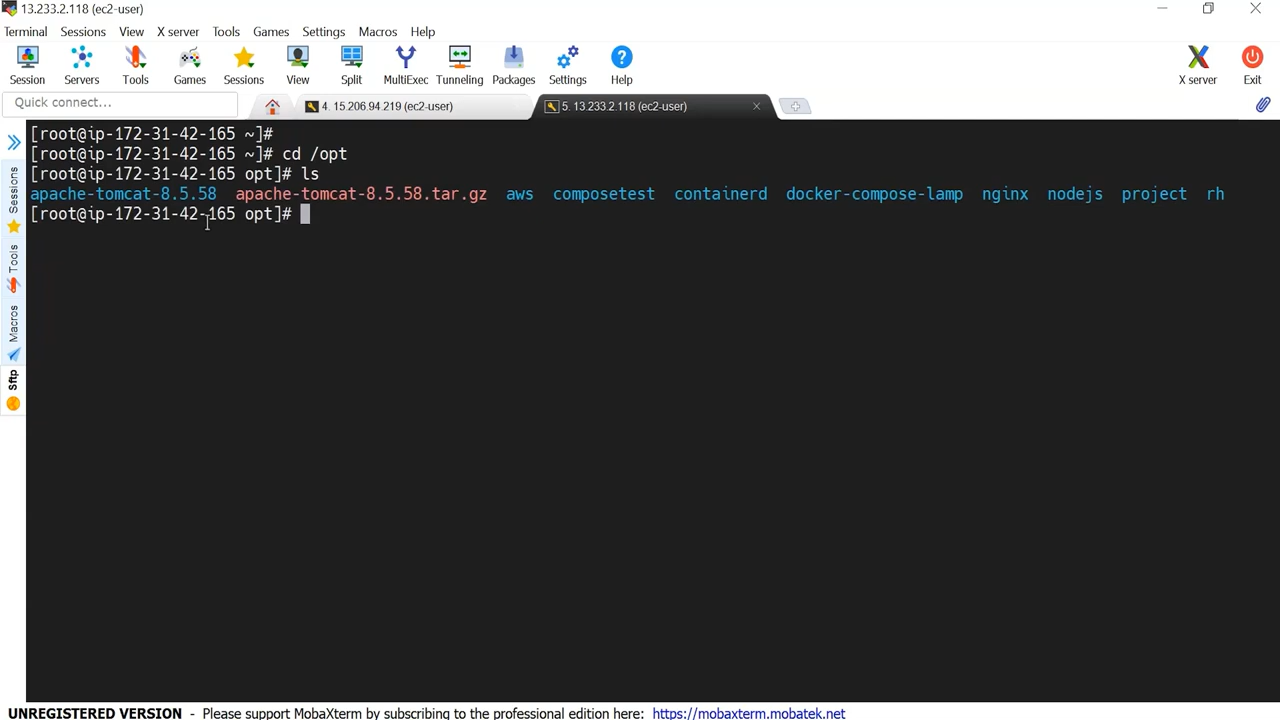 13.233.2.118 (ec2-user)
Terminal Sessions View X server Tools Games Settings Macros Help
Session Servers Tools Games Sessions View Split MultiExec Tunneling Packages Settings Help X server Exit
Quick connect... 4. 15.206.94.219 (ec2-user) 5. 13.233.2.118 (ec2-user)
[root@ip-172-31-42-165 ~]#
[root@ip-172-31-42-165 ~]# cd /opt
[root@ip-172-31-42-165 opt]# ls
apache-tomcat-8.5.58 apache-tomcat-8.5.58.tar.gz aws composetest containerd docker-compose-lamp nginx nodejs project rh
[root@ip-172-31-42-165 opt]#
Sessions
Tools
Macros
Sftp
UNREGISTERED VERSION - Please support MobaXterm by subscribing to the professional edition here: https://mobaxterm.mobatek.net